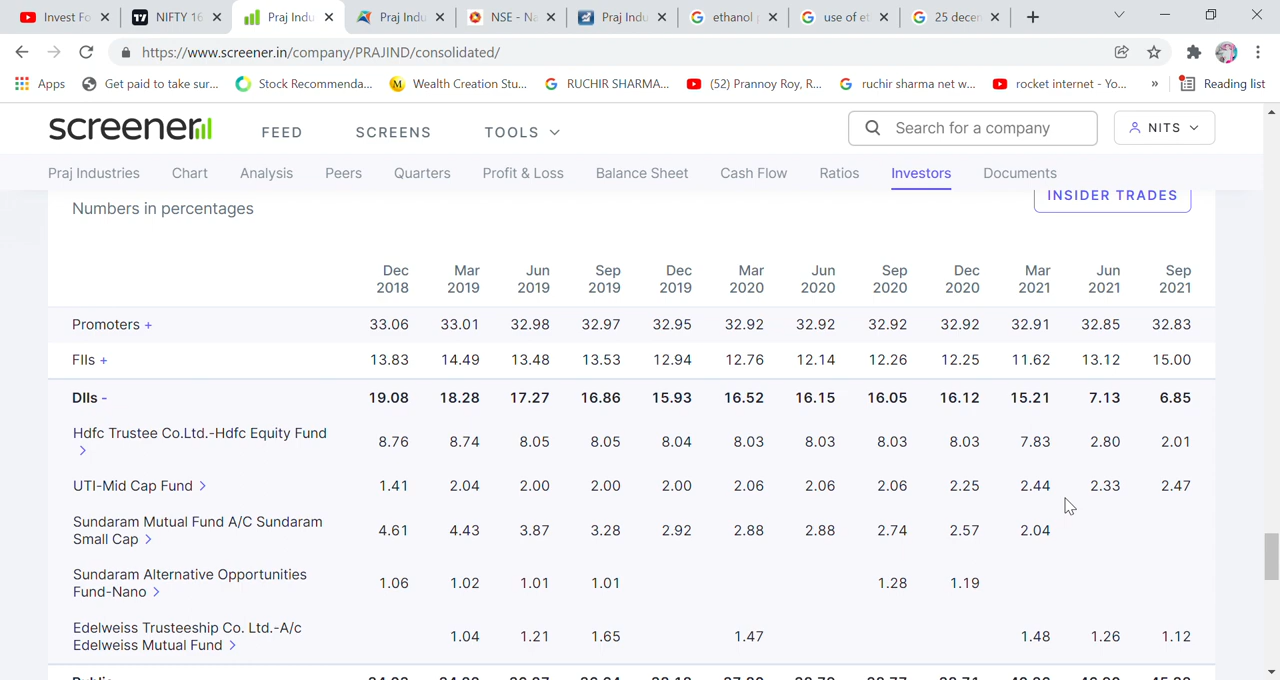 Invest Fo
NIFTY 16
Praj Indu
Praj Indu
NSE - Na
Praj Indu
ethanol p
use of et
25 decem
https://www.screener.in/company/PRAJIND/consolidated/
Apps
Get paid to take sur...
Stock Recommenda...
Wealth Creation Stu...
RUCHIR SHARMA...
(52) Prannoy Roy, R...
ruchir sharma net w...
rocket internet - Yo...
»
Reading list
screener
FEED
SCREENS
TOOLS
Search for a company
NITS
Praj Industries
Chart
Analysis
Peers
Quarters
Profit & Loss
Balance Sheet
Cash Flow
Ratios
Investors
Documents
Numbers in percentages
INSIDER TRADES
Dec 2018 Mar 2019 Jun 2019 Sep 2019 Dec 2019 Mar 2020 Jun 2020 Sep 2020 Dec 2020 Mar 2021 Jun 2021 Sep 2021
Promoters + 33.06 33.01 32.98 32.97 32.95 32.92 32.92 32.92 32.92 32.91 32.85 32.83
FIIs + 13.83 14.49 13.48 13.53 12.94 12.76 12.14 12.26 12.25 11.62 13.12 15.00
DIIs - 19.08 18.28 17.27 16.86 15.93 16.52 16.15 16.05 16.12 15.21 7.13 6.85
Hdfc Trustee Co.Ltd.-Hdfc Equity Fund 8.76 8.74 8.05 8.05 8.04 8.03 8.03 8.03 8.03 7.83 2.80 2.01
UTI-Mid Cap Fund 1.41 2.04 2.00 2.00 2.00 2.06 2.06 2.06 2.25 2.44 2.33 2.47
Sundaram Mutual Fund A/C Sundaram
Small Cap 4.61 4.43 3.87 3.28 2.92 2.88 2.88 2.74 2.57 2.04
Sundaram Alternative Opportunities
Fund-Nano 1.06 1.02 1.01 1.01 1.28 1.19
Edelweiss Trusteeship Co. Ltd.-A/c
Edelweiss Mutual Fund 1.04 1.21 1.65 1.47 1.48 1.26 1.12